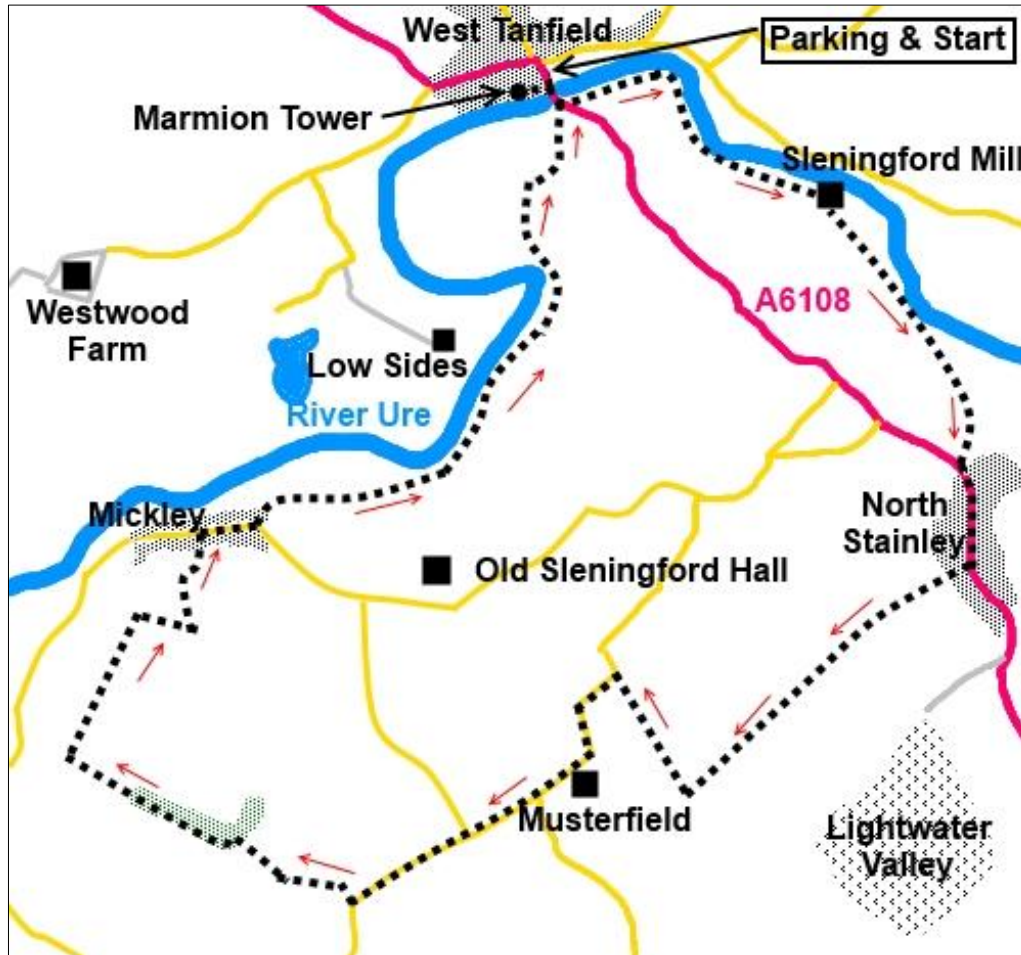 West Tanfield
Parking & Start
Marmion Tower
Sleningford Mill
Westwood
Farm
A6108
Low Sides
River Ure
Mickley
North
Stainley
Old Sleningford Hall
Musterfield
Lightwater
Valley